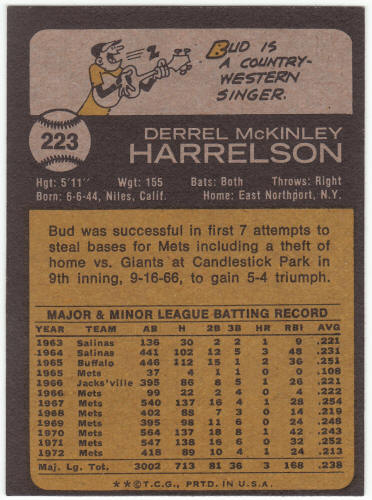 Z
BUD IS
A COUNTRY-
WESTERN
SINGER.
223
DERREL McKINLEY
HARRELSON
Hgt: 5'11" Wgt: 155 Bats: Both Throws: Right
Born: 6-6-44, Niles, Calif. Home: East Northport, N.Y.
Bud was successful in first 7 attempts to
steal bases for Mets including a theft of
home vs. Giants at Candlestick Park in
9th inning, 9-16-66, to gain 5-4 triumph.
MAJOR & MINOR LEAGUE BATTING RECORD
YEAR TEAM AB H 2B 3B HR RBI AVG
1963 Salinas 136 30 2 2 1 9 .221
1964 Salinas 441 102 12 5 3 48 .231
1965 Buffalo 446 112 15 1 2 36 .251
1965 Mets 37 4 1 1 0 0 .108
1966 Jacks'ville 395 86 8 5 1 26 .221
1966 Mets 99 22 2 4 0 4 .222
1967 Mets 540 137 16 4 1 28 .254
1968 Mets 402 88 7 3 0 14 .219
1969 Mets 395 98 11 6 0 24 .248
1970 Mets 564 137 18 8 1 42 .243
1971 Mets 547 138 16 6 0 32 .252
1972 Mets 418 89 10 4 1 24 .213
Maj. Lg. Tot. 3002 713 81 36 3 168 .238
**©T.C.G., PRTD. IN U.S.A.